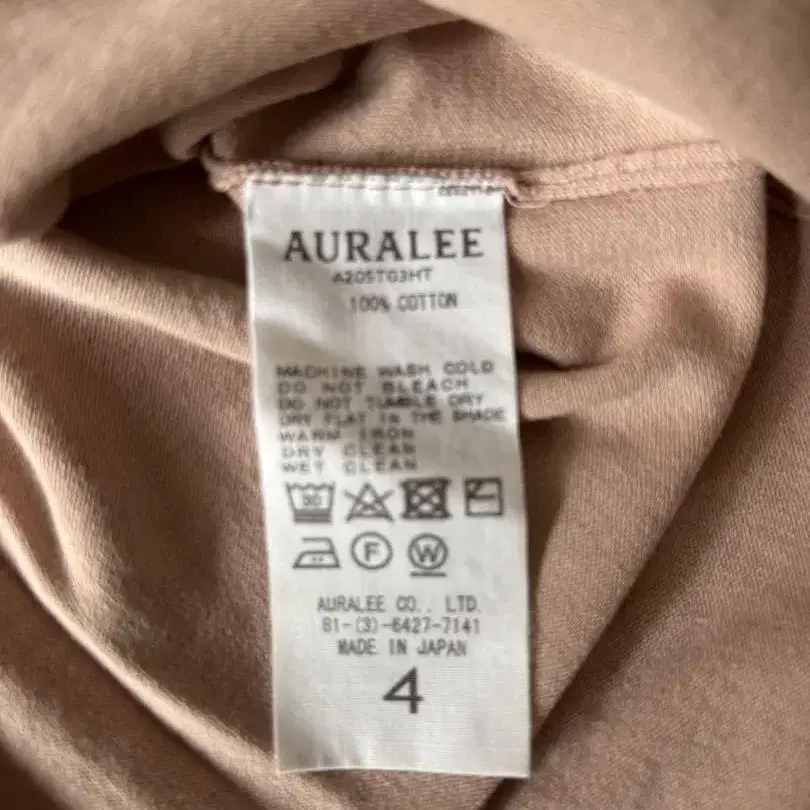 AURALEE
A20ST03HT
100% COTTON
MACHINE WASH COLD
DO NOT BLEACH
DO NOT TUMBLE DRY
DRY FLAT IN THE SHADE
WARM IRON
DRY CLEAN
WET CLEAN
30
F
W
AURALEE CO., LTD.
81-(3)-6427-7141
MADE IN JAPAN
4